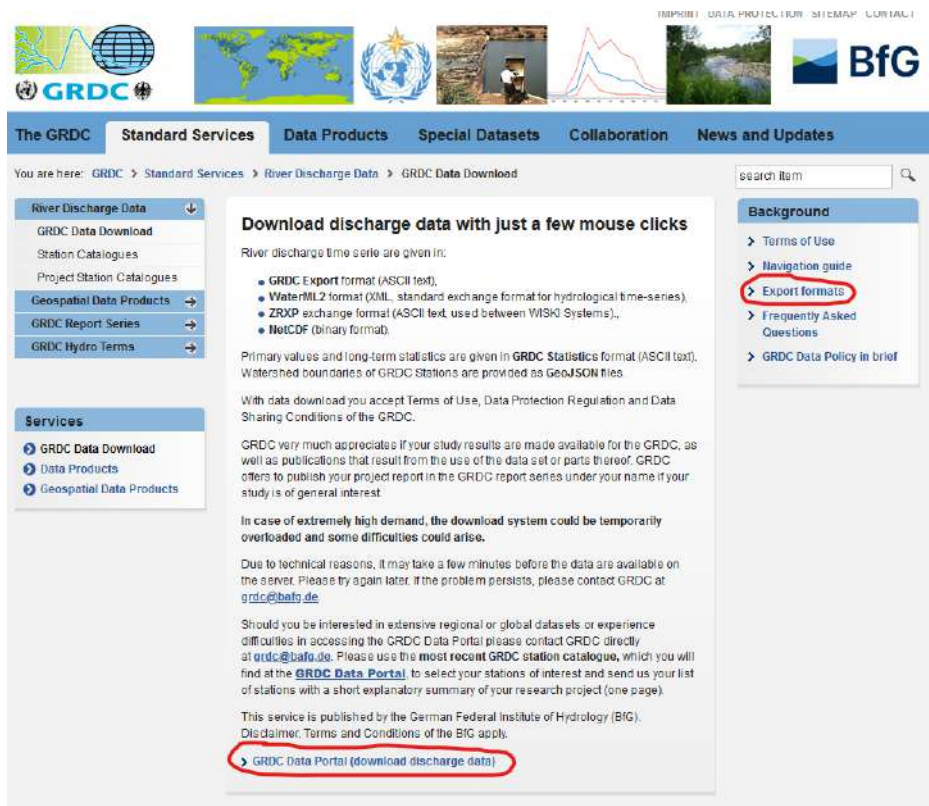 IMPRINT DATA PROTECTION SITEMAP CONTACT
GRDC
BfG
The GRDC Standard Services Data Products Special Datasets Collaboration News and Updates
You are here: GRDC > Standard Services > River Discharge Data > GRDC Data Download
search item
River Discharge Data
GRDC Data Download
Station Catalogues
Project Station Catalogues
Geospatial Data Products
GRDC Report Series
GRDC Hydro Terms
Services
GRDC Data Download
Data Products
Geospatial Data Products
Download discharge data with just a few mouse clicks
River discharge time serie are given in:
GRDC Export format (ASCII text),
WaterML2 format (XML, standard exchange format for hydrological time-series),
ZRXP exchange format (ASCII text, used between WISKI Systems).,
NetCDF (binary format).
Primary values and long-term statistics are given in GRDC Statistics format (ASCII text).
Watershed boundaries of GRDC Stations are provided as GeoJSON files.
With data download you accept Terms of Use, Data Protection Regulation and Data
Sharing Conditions of the GRDC.
GRDC very much appreciates if your study results are made available for the GRDC, as
well as publications that result from the use of the data set or parts thereof. GRDC
offers to publish your project report in the GRDC report series under your name if your
study is of general interest.
In case of extremely high demand, the download system could be temporarily
overloaded and some difficulties could arise.
Due to technical reasons, it may take a few minutes before the data are available on
the server. Please try again later. If the problem persists, please contact GRDC at
grdc@bafg.de.
Should you be interested in extensive regional or global datasets or experience
difficulties in accessing the GRDC Data Portal please contact GRDC directly
at grdc@bafg.de. Please use the most recent GRDC station catalogue, which you will
find at the GRDC Data Portal, to select your stations of interest and send us your list
of stations with a short explanatory summary of your research project (one page).
This service is published by the German Federal Institute of Hydrology (BfG).
Disclaimer, Terms and Conditions of the BfG apply.
> GRDC Data Portal (download discharge data)
Background
> Terms of Use
> Navigation guide
> Export formats
> Frequently Asked
Questions
> GRDC Data Policy in brief